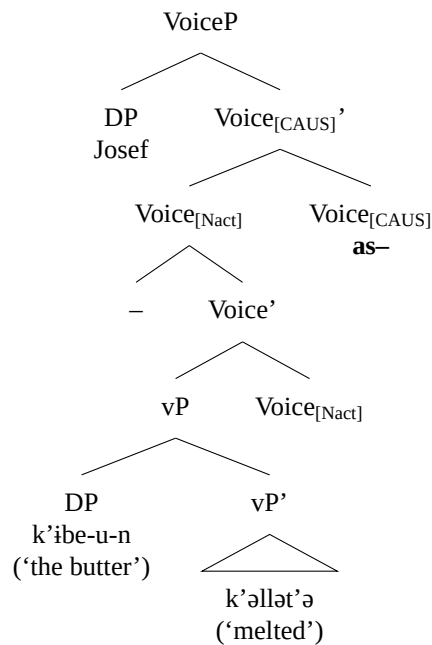 VoiceP
DP Voice[CAUS]’
Josef
Voice[Nact] Voice[CAUS]
as–
– Voice’
vP Voice[Nact]
DP vP’
k’ɨbe-u-n
(‘the butter’)
k’əllət’ə
(‘melted’)